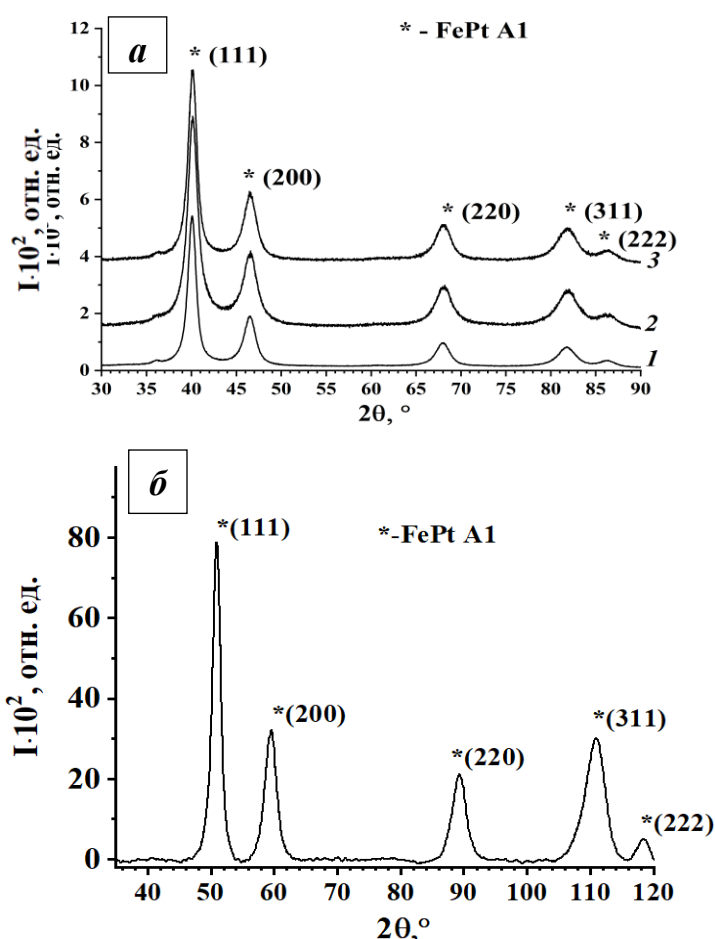 a
* - FePt A1
* (111)
* (200)
* (220)
* (311)
* (222)
3
2
1
12
10
8
6
4
2
0
I·10², отн. ед.
I·10², отн. ед.
30 35 40 45 50 55 60 65 70 75 80 85 90
2θ, °
б
*(111)
*-FePt A1
*(200)
*(220)
*(311)
*(222)
80
60
40
20
0
I·10², отн. ед.
40 50 60 70 80 90 100 110 120
2θ,°